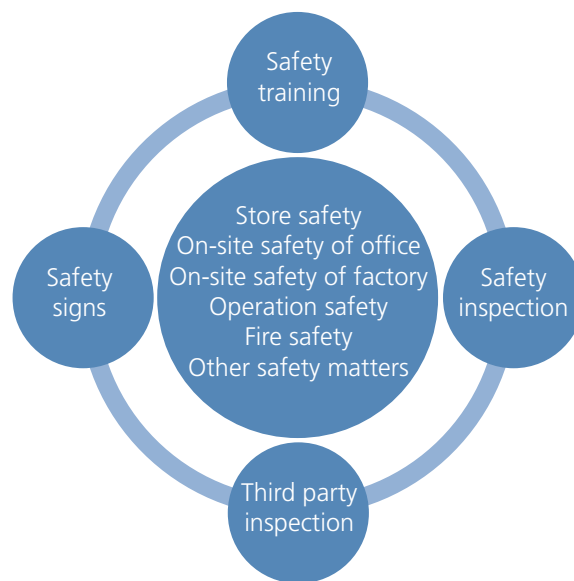 Safety
training
Store safety
On-site safety of office
On-site safety of factory
Operation safety
Fire safety
Other safety matters
Safety
signs
Safety
inspection
Third party
inspection